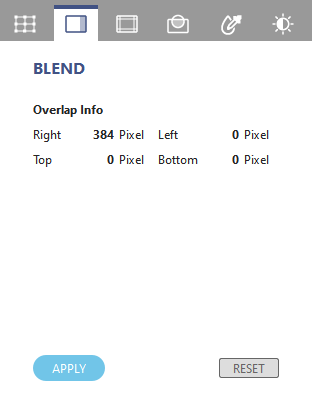 BLEND
Overlap Info
Right 384 Pixel Left 0 Pixel
Top 0 Pixel Bottom 0 Pixel
APPLY RESET